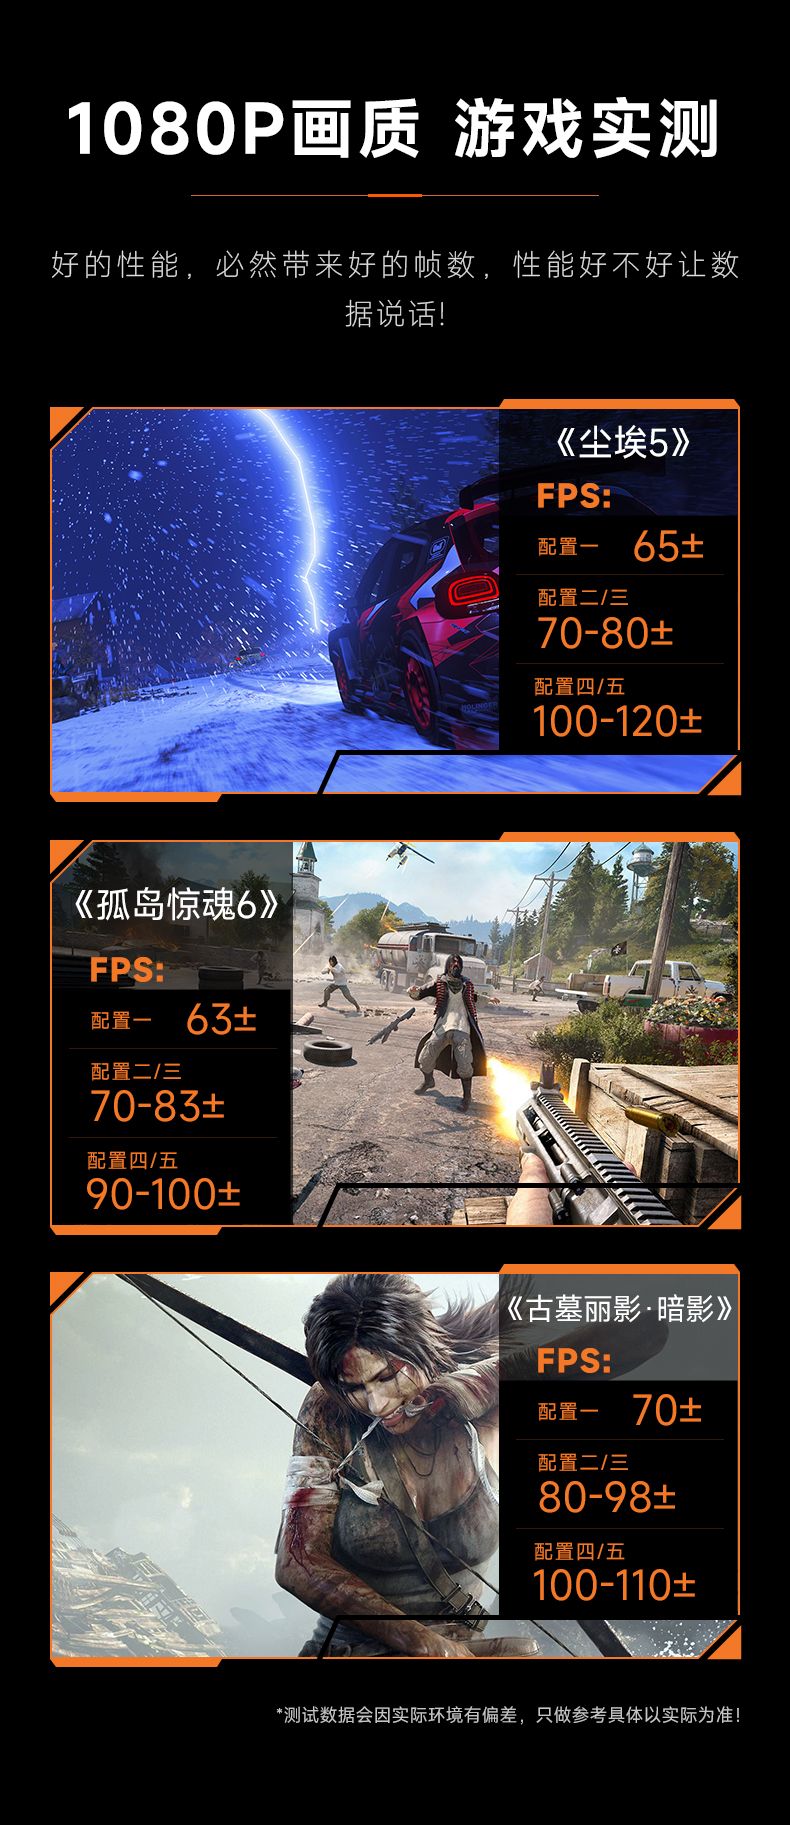 1080P画质 游戏实测
好的性能，必然带来好的帧数，性能好不好让数
据说话!
《尘埃5》
FPS:
配置一 65±
配置二/三
70-80±
配置四/五
100-120±
《孤岛惊魂6》
FPS:
配置一 63±
配置二/三
70-83±
配置四/五
90-100±
《古墓丽影·暗影》
FPS:
配置一 70±
配置二/三
80-98±
配置四/五
100-110±
*测试数据会因实际环境有偏差，只做参考具体以实际为准!